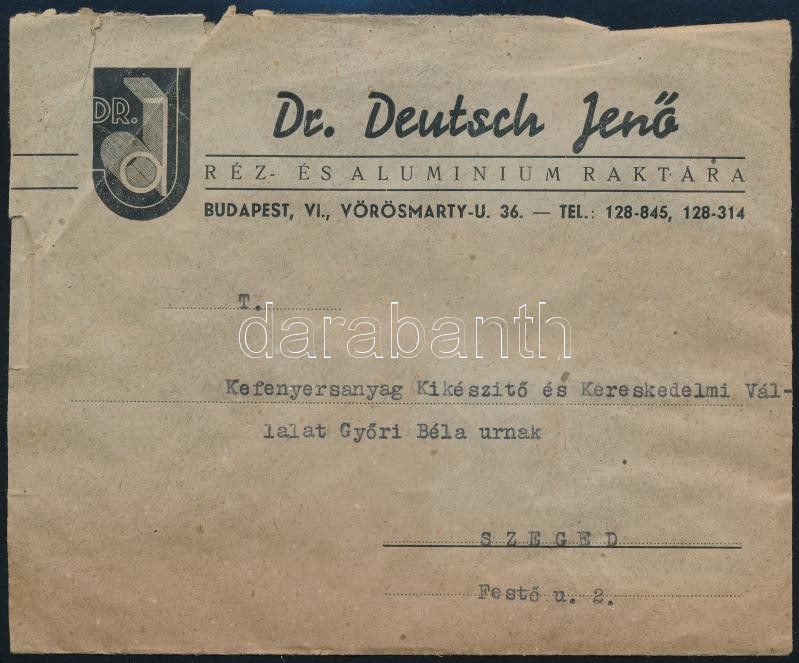 DR.
Dr. Deutsch Jenő
RÉZ- ÉS ALUMINIUM RAKTÁRA
BUDAPEST, VI., VÖRÖSMARTY-U. 36. — TEL.: 128-845, 128-314
T.
darabanth
Kefenyersanyag Kikészitő és Kereskedelmi Vál-
lalat Győri Béla urnak
SZEGED
Festő u. 2.